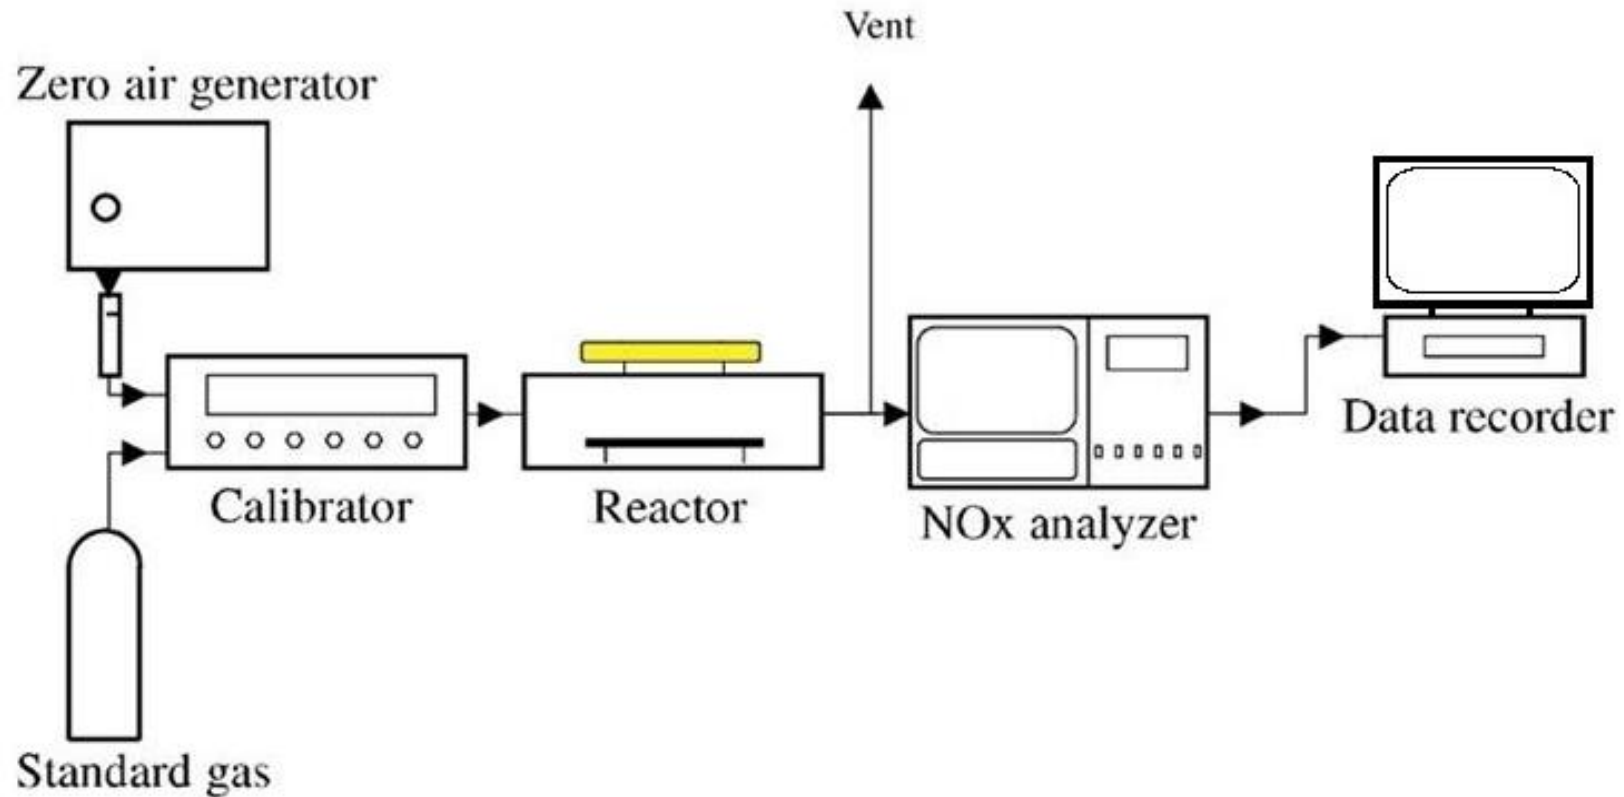 Vent
Zero air generator
Data recorder
Calibrator
Reactor
NOx analyzer
Standard gas